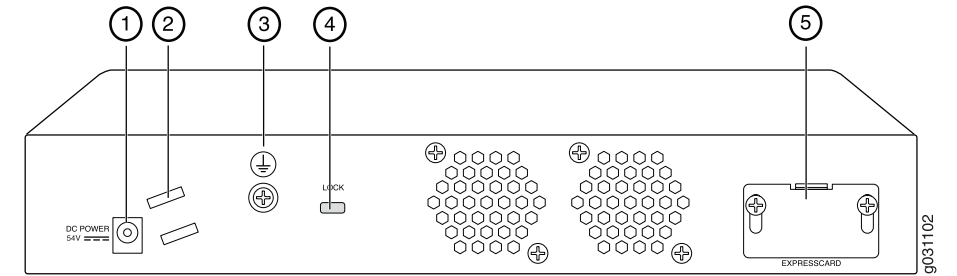 1 2 3 4 5
LOCK
DC POWER
54V
EXPRESSCARD
g031102